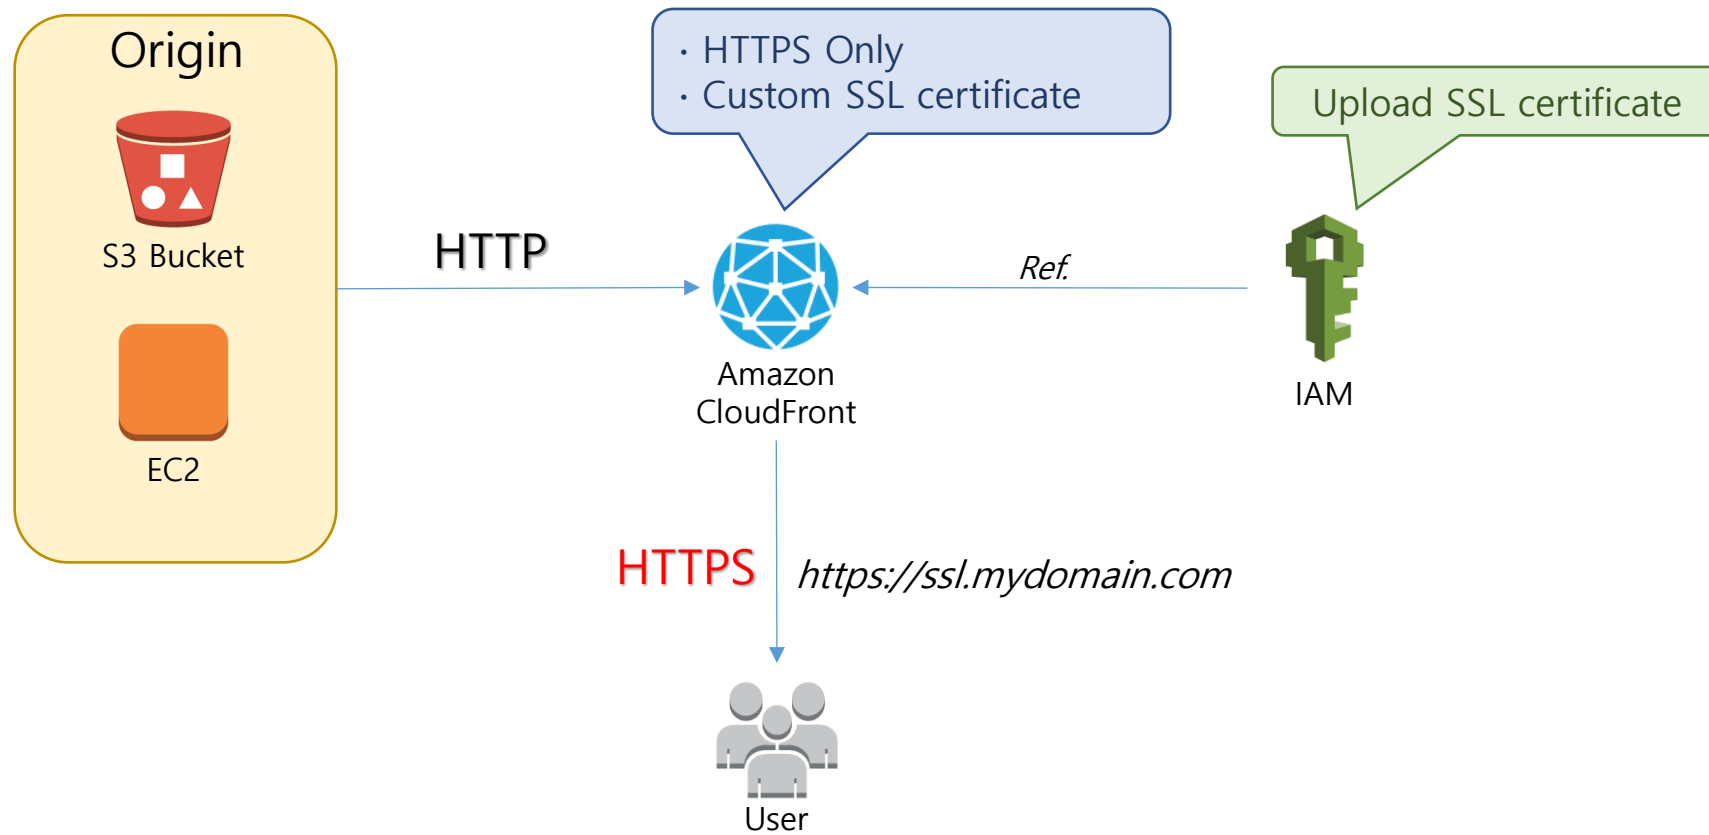 Origin
S3 Bucket
EC2
HTTP
· HTTPS Only
· Custom SSL certificate
Amazon
CloudFront
Ref.
Upload SSL certificate
IAM
HTTPS
https://ssl.mydomain.com
User